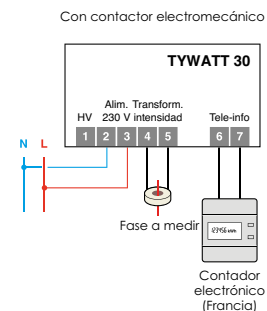 Con contactor electromecánico
TYWATT 30
Alim. Transform.
HV 230 V intensidad Tele-info
1 2 3 4 5 6 7
N L
Fase a medir
Contador
electrónico
(Francia)